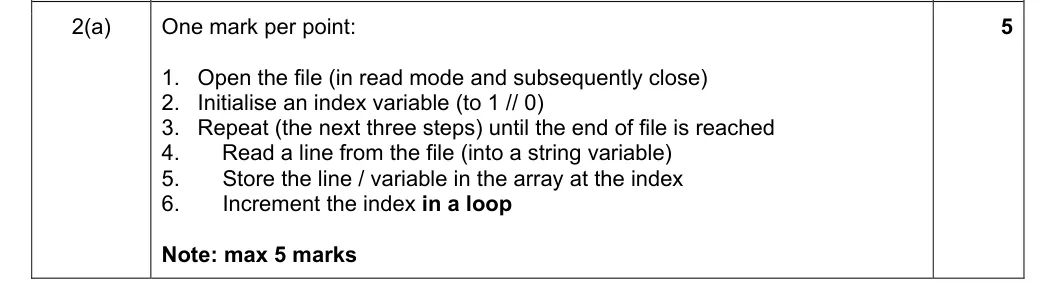 2(a) One mark per point: 5
1. Open the file (in read mode and subsequently close)
2. Initialise an index variable (to 1 // 0)
3. Repeat (the next three steps) until the end of file is reached
4. Read a line from the file (into a string variable)
5. Store the line / variable in the array at the index
6. Increment the index in a loop
Note: max 5 marks